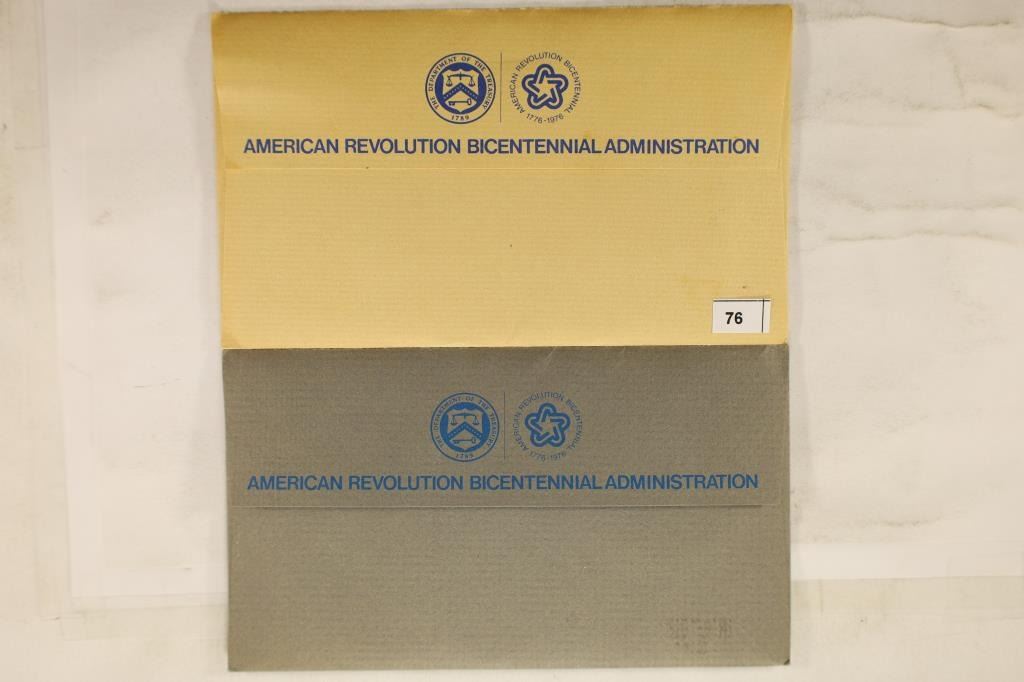 THE DEPARTMENT OF THE TREASURY
1789
AMERICAN REVOLUTION BICENTENNIAL
1776-1976
AMERICAN REVOLUTION BICENTENNIAL ADMINISTRATION
76
THE DEPARTMENT OF THE TREASURY
1789
AMERICAN REVOLUTION BICENTENNIAL
1776-1976
AMERICAN REVOLUTION BICENTENNIAL ADMINISTRATION